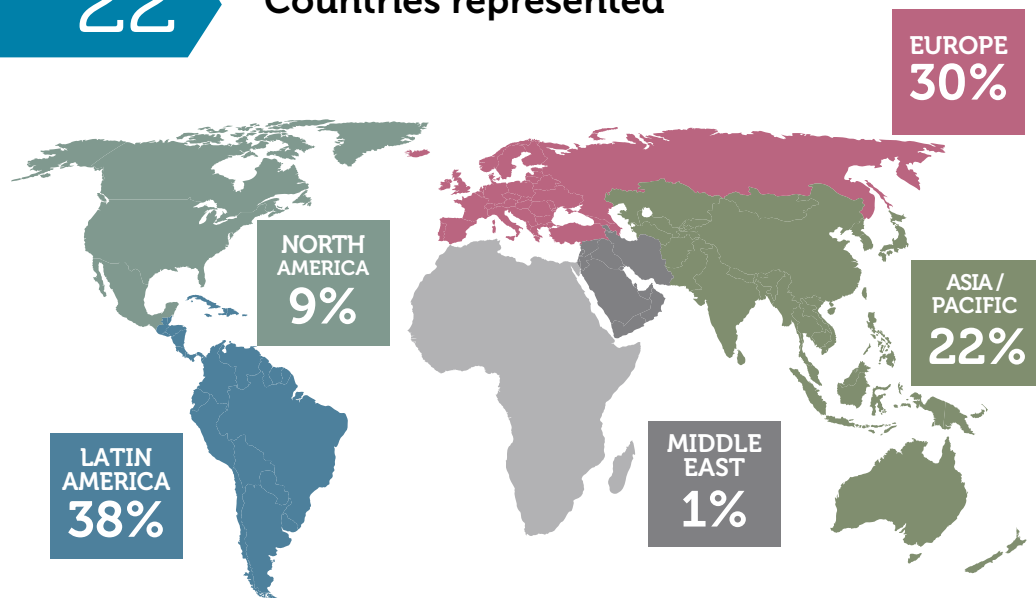 22
Countries represented
EUROPE
30%
NORTH
AMERICA
9%
ASIA /
PACIFIC
22%
LATIN
AMERICA
38%
MIDDLE
EAST
1%